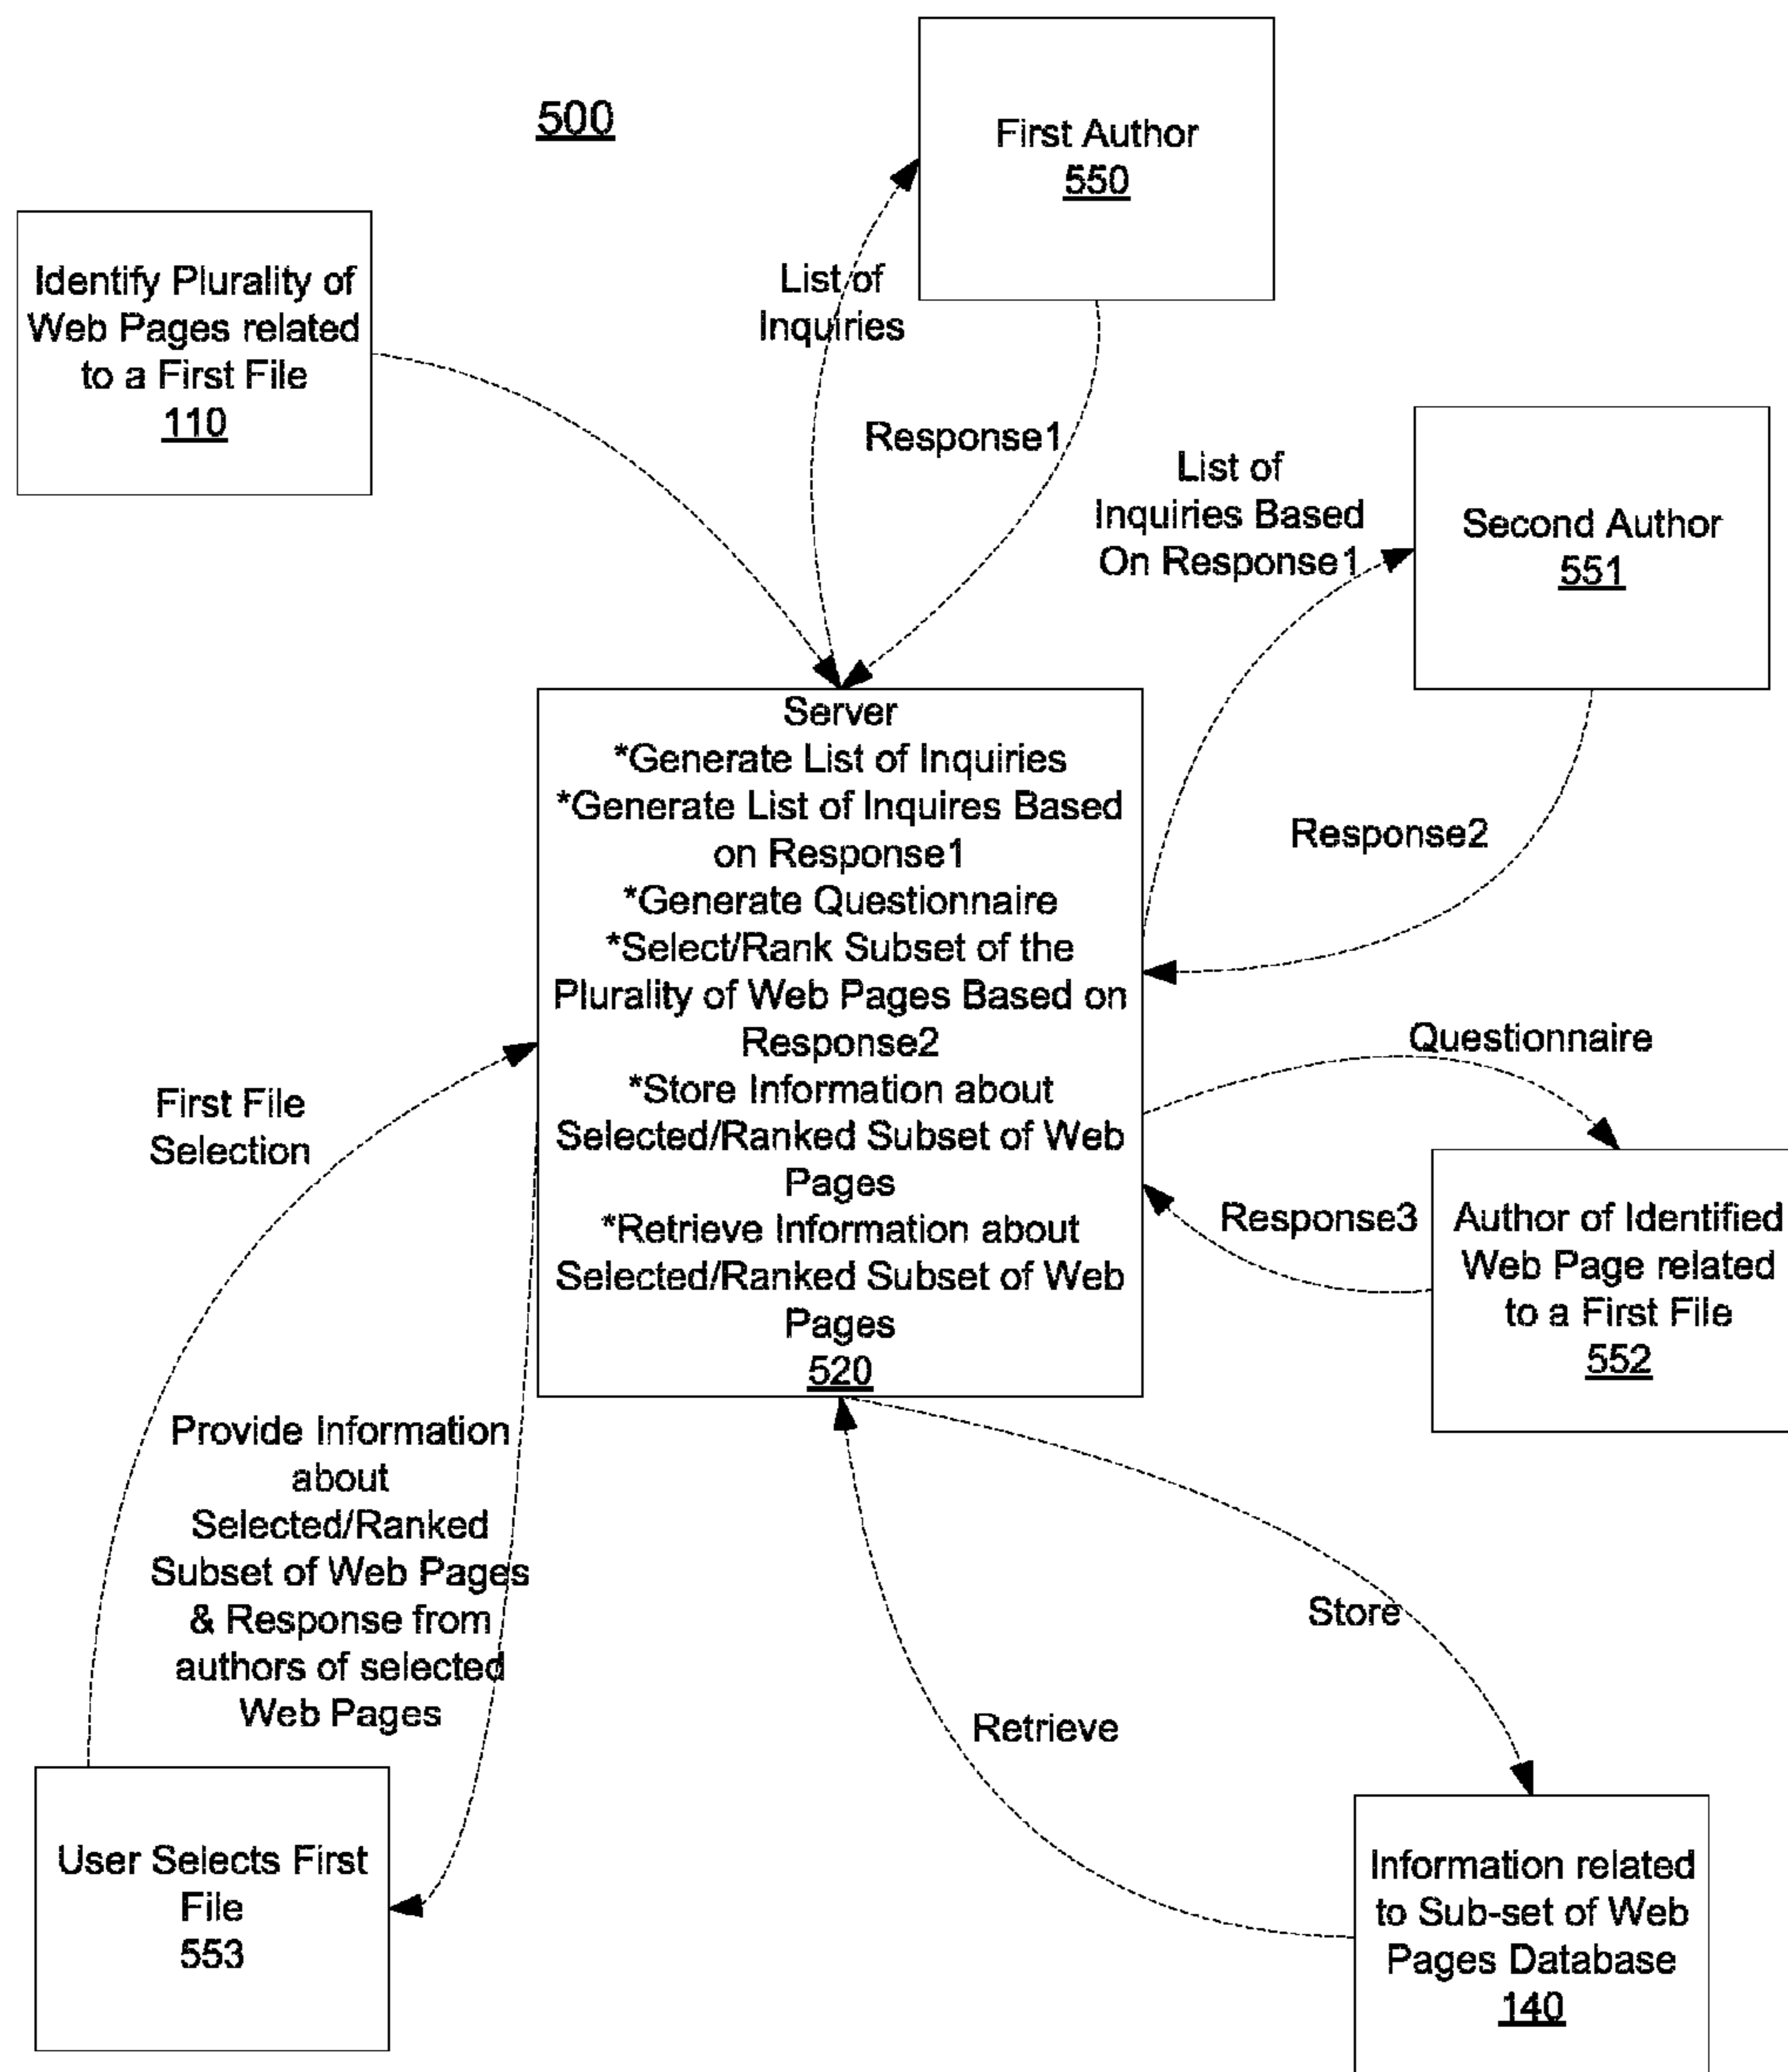 500
First Author
550
Identify Plurality of
Web Pages related
to a First File
110
List of
Inquiries
Response1
List of
Inquiries Based
On Response1
Second Author
551
Response2
Server
*Generate List of Inquiries
*Generate List of Inquires Based
on Response1
*Generate Questionnaire
*Select/Rank Subset of the
Plurality of Web Pages Based on
Response2
*Store Information about
Selected/Ranked Subset of Web
Pages
*Retrieve Information about
Selected/Ranked Subset of Web
Pages
520
Questionnaire
Response3
Author of Identified
Web Page related
to a First File
552
First File
Selection
Provide Information
about
Selected/Ranked
Subset of Web Pages
& Response from
authors of selected
Web Pages
Store
Retrieve
User Selects First
File
553
Information related
to Sub-set of Web
Pages Database
140